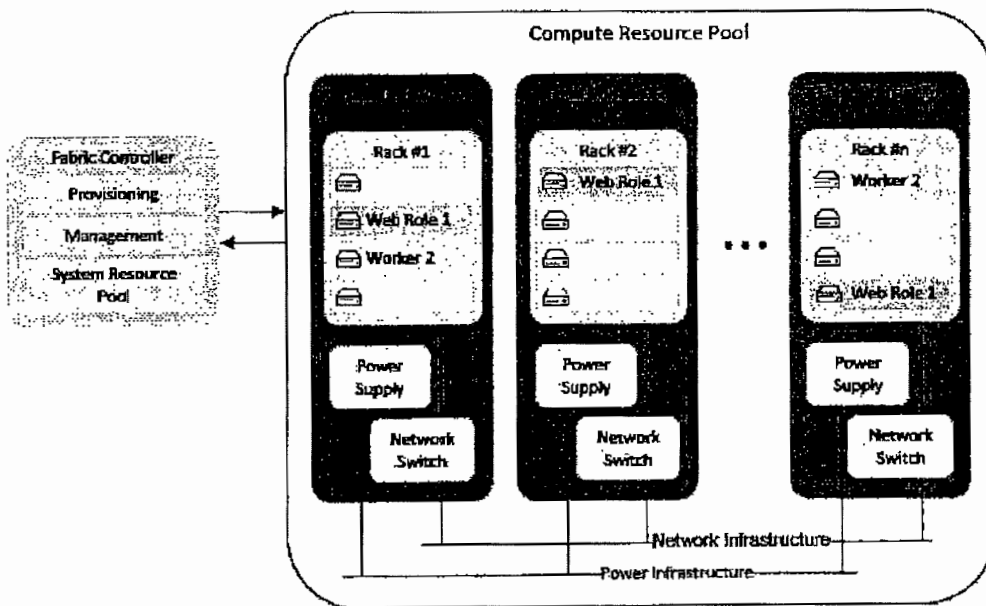 Compute Resource Pool
Fabric Controller
Provisioning
Management
System Resource
Pool
Rack #1
Web Role 1
Worker 2
Power
Supply
Network
Switch
Rack #2
Web Role 1
Power
Supply
Network
Switch
Rack #n
Worker 2
Web Role 1
Power
Supply
Network
Switch
Network Infrastructure
Power Infrastructure